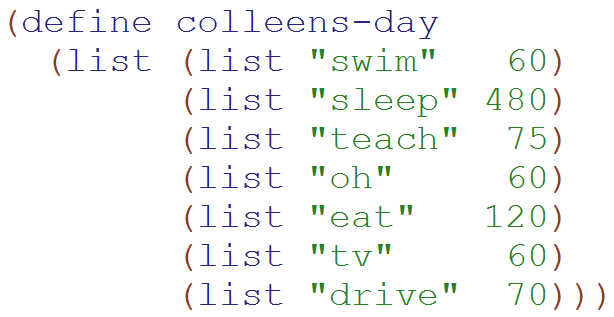 (define colleens-day
(list (list "swim" 60)
(list "sleep" 480)
(list "teach" 75)
(list "oh" 60)
(list "eat" 120)
(list "tv" 60)
(list "drive" 70)))